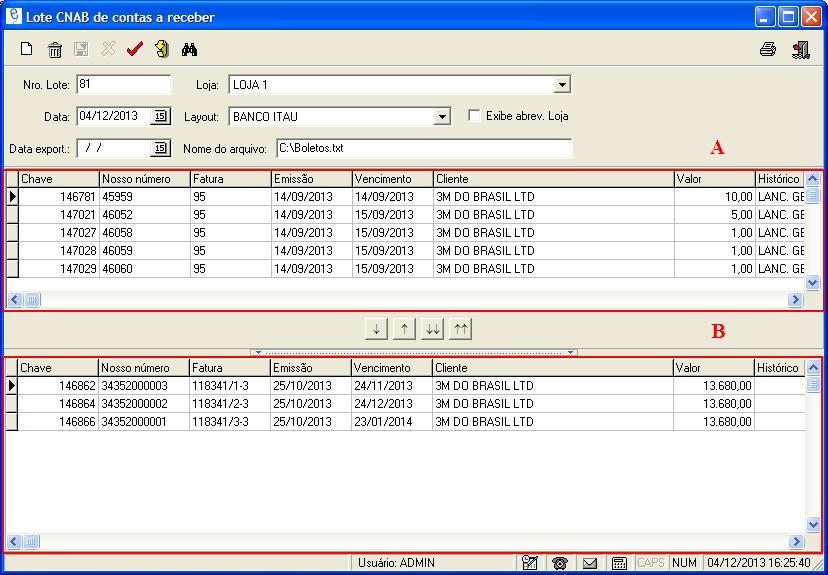 Lote CNAB de contas a receber
Nro. Lote: 81 Loja: LOJA 1
Data: 04/12/2013 15 Layout: BANCO ITAU Exibe abrev. Loja
Data export.: / / 15 Nome do arquivo: C:\Boletos.txt
A
Chave Nosso número Fatura Emissão Vencimento Cliente Valor Histórico
146781 45959 95 14/09/2013 14/09/2013 3M DO BRASIL LTD 10,00 LANC. GE
147021 46052 95 14/09/2013 15/09/2013 3M DO BRASIL LTD 5,00 LANC. GE
147027 46058 95 14/09/2013 15/09/2013 3M DO BRASIL LTD 1,00 LANC. GE
147028 46059 95 14/09/2013 15/09/2013 3M DO BRASIL LTD 1,00 LANC. GE
147029 46060 95 14/09/2013 15/09/2013 3M DO BRASIL LTD 1,00 LANC. GE
B
Chave Nosso número Fatura Emissão Vencimento Cliente Valor Histórico
146862 34352000003 118341/1-3 25/10/2013 24/11/2013 3M DO BRASIL LTD 13.680,00
146864 34352000002 118341/2-3 25/10/2013 24/12/2013 3M DO BRASIL LTD 13.680,00
146866 34352000001 118341/3-3 25/10/2013 23/01/2014 3M DO BRASIL LTD 13.680,00
Usuário: ADMIN CAPS NUM 04/12/2013 16:25:40